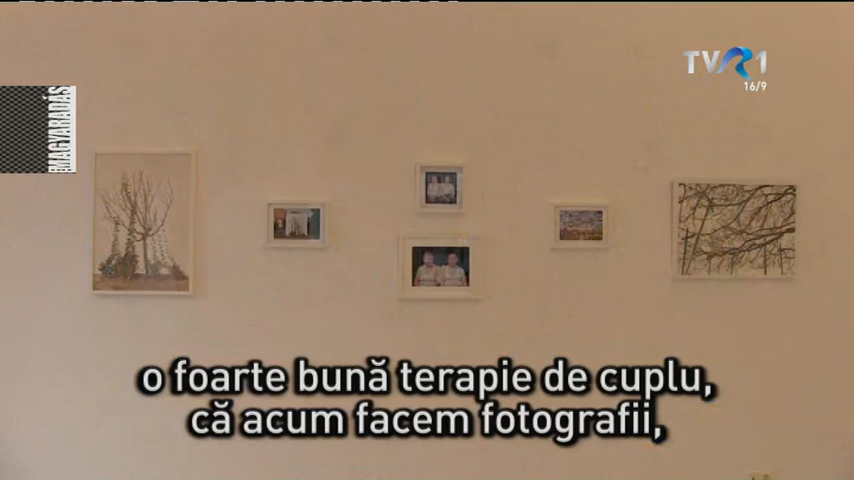 TVR1
16/9
MAGYARADÁS
o foarte bună terapie de cuplu,
că acum facem fotografii,